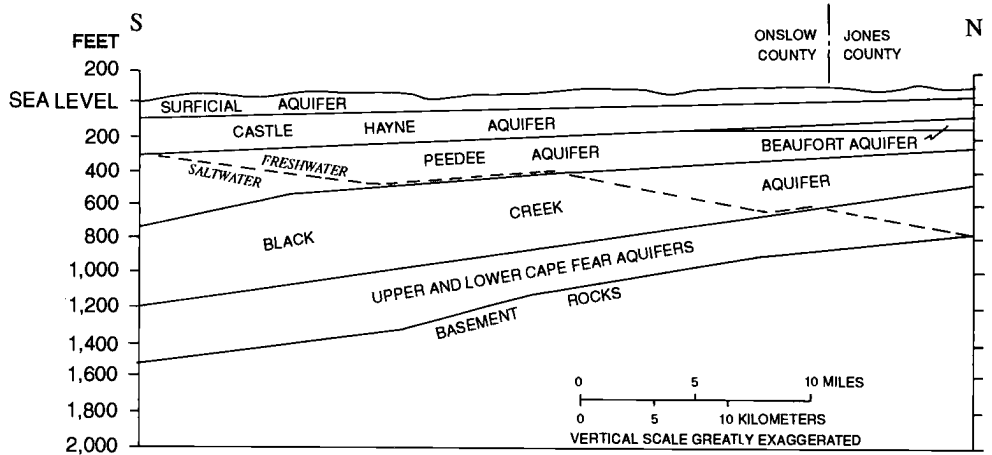 S
N
FEET
ONSLOW COUNTY
JONES COUNTY
200
SEA LEVEL
SURFICIAL AQUIFER
CASTLE HAYNE AQUIFER
200
BEAUFORT AQUIFER
FRESHWATER
SALTWATER
PEEDEE AQUIFER
400
600
BLACK CREEK AQUIFER
800
1,000
UPPER AND LOWER CAPE FEAR AQUIFERS
1,200
BASEMENT ROCKS
1,400
1,600
1,800
2,000
0 5 10 MILES
0 5 10 KILOMETERS
VERTICAL SCALE GREATLY EXAGGERATED